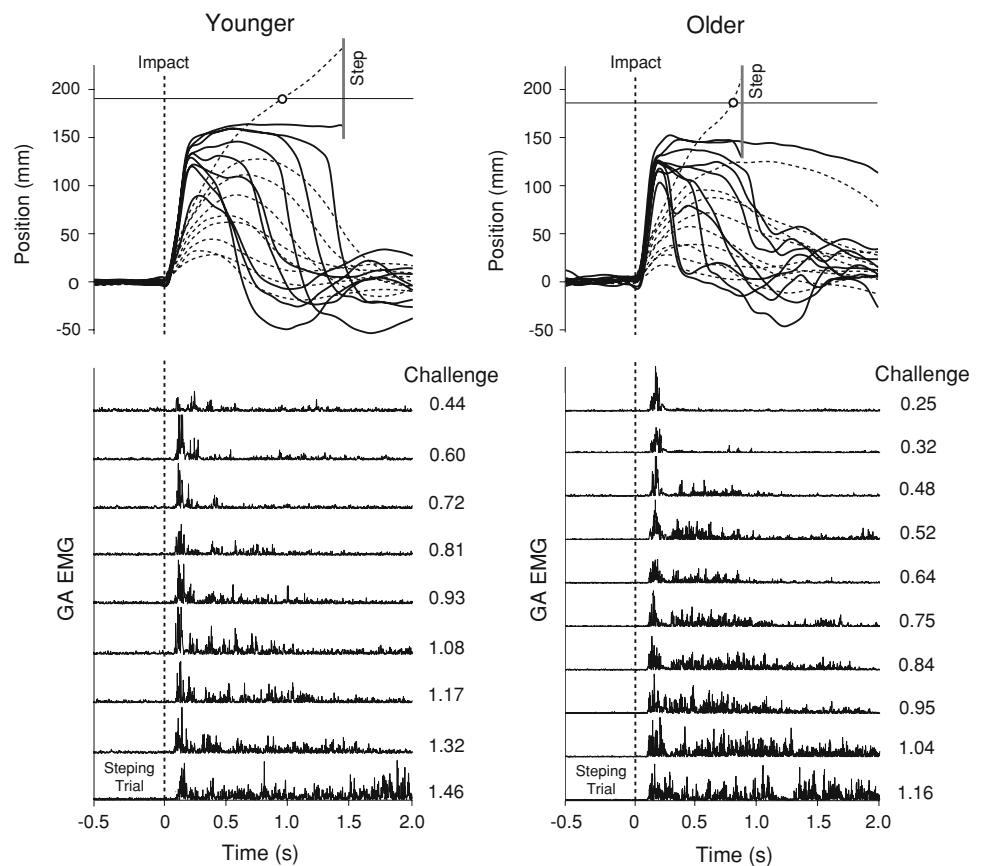 Younger
Older
Impact
Step
Impact
Step
Position (mm)
200
150
100
50
0
-50
Position (mm)
200
150
100
50
0
-50
Challenge
GA EMG
0.44
0.60
0.72
0.81
0.93
1.08
1.17
1.32
1.46
Steping
Trial
-0.5
0
0.5
1.0
1.5
2.0
Time (s)
Challenge
GA EMG
0.25
0.32
0.48
0.52
0.64
0.75
0.84
0.95
1.04
1.16
Steping
Trial
-0.5
0
0.5
1.0
1.5
2.0
Time (s)